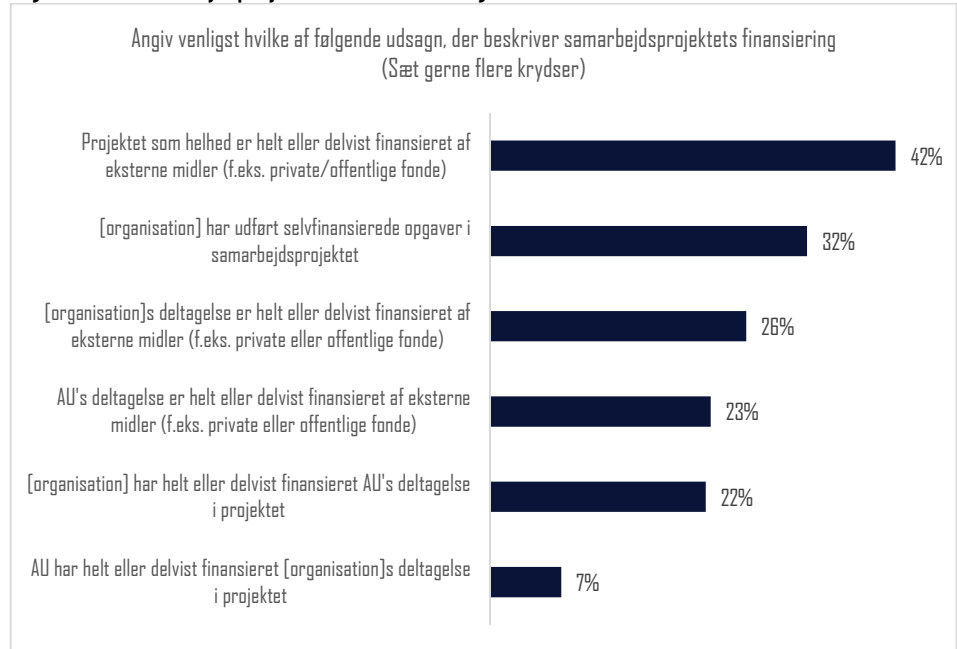 Angiv venligst hvilke af følgende udsagn, der beskriver samarbejdsprojektets finansiering
(Sæt gerne flere krydser)
Projektet som helhed er helt eller delvist finansieret af
eksterne midler (f.eks. private/offentlige fonde)
42%
[organisation] har udført selvfinansierede opgaver i
samarbejdsprojektet
32%
[organisation]s deltagelse er helt eller delvist finansieret af
eksterne midler (f.eks. private eller offentlige fonde)
26%
AU's deltagelse er helt eller delvist finansieret af eksterne
midler (f.eks. private eller offentlige fonde)
23%
[organisation] har helt eller delvist finansieret AU's deltagelse
i projektet
22%
AU har helt eller delvist finansieret [organisation]s deltagelse
i projektet
7%